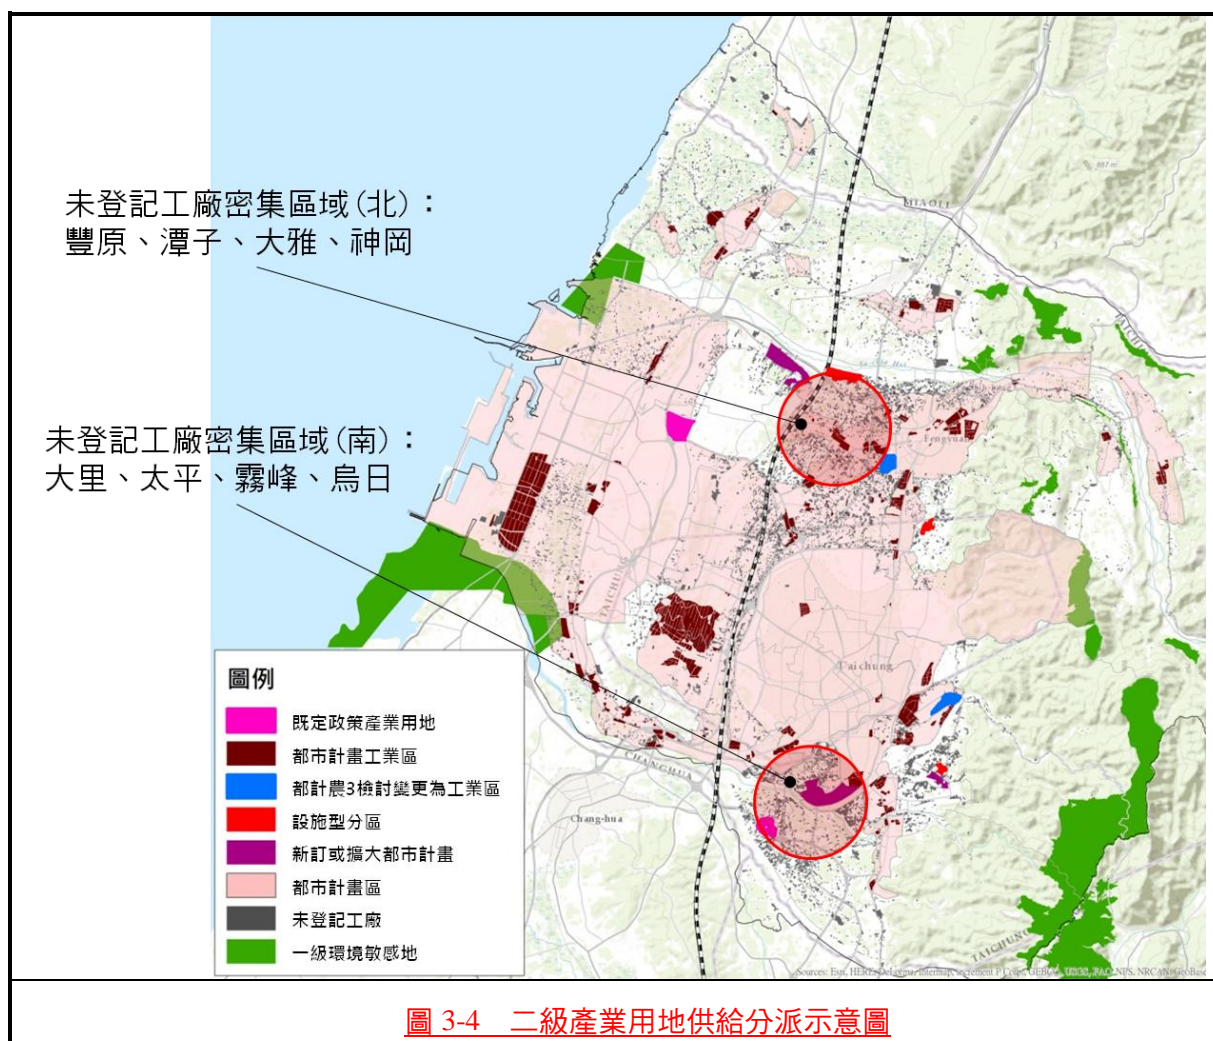 未登記工廠密集區域(北)：
豐原、潭子、大雅、神岡
未登記工廠密集區域(南)：
大里、太平、霧峰、烏日
MIAOLI
Fengyuan
Taichung
CHANGHUA
Chang-hua
TAICHUNG
圖例
既定政策產業用地
都市計畫工業區
都計農3檢討變更為工業區
設施型分區
新訂或擴大都市計畫
都市計畫區
未登記工廠
一級環境敏感地
圖 3-4　二級產業用地供給分派示意圖